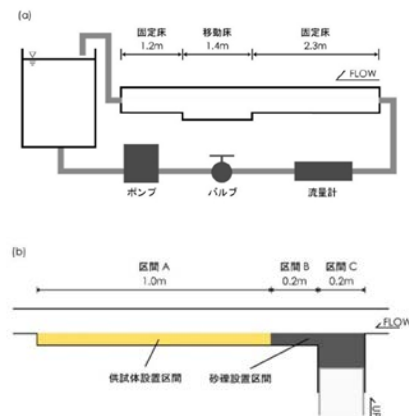 (a)
固定床 移動床 固定床
1.2m 1.4m 2.3m
FLOW
ポンプ バルブ 流量計
(b)
区間 A 区間 B 区間 C
1.0m 0.2m 0.2m
FLOW
供試体設置区間 砂礫設置区間